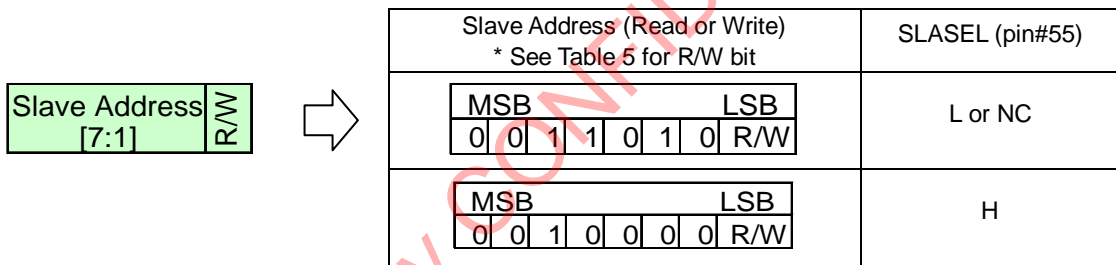 Slave Address (Read or Write)
* See Table 5 for R/W bit
SLASEL (pin#55)
Slave Address
[7:1]
R/W
MSB LSB
0 0 1 1 0 1 0 R/W
L or NC
MSB LSB
0 0 1 0 0 0 0 R/W
H